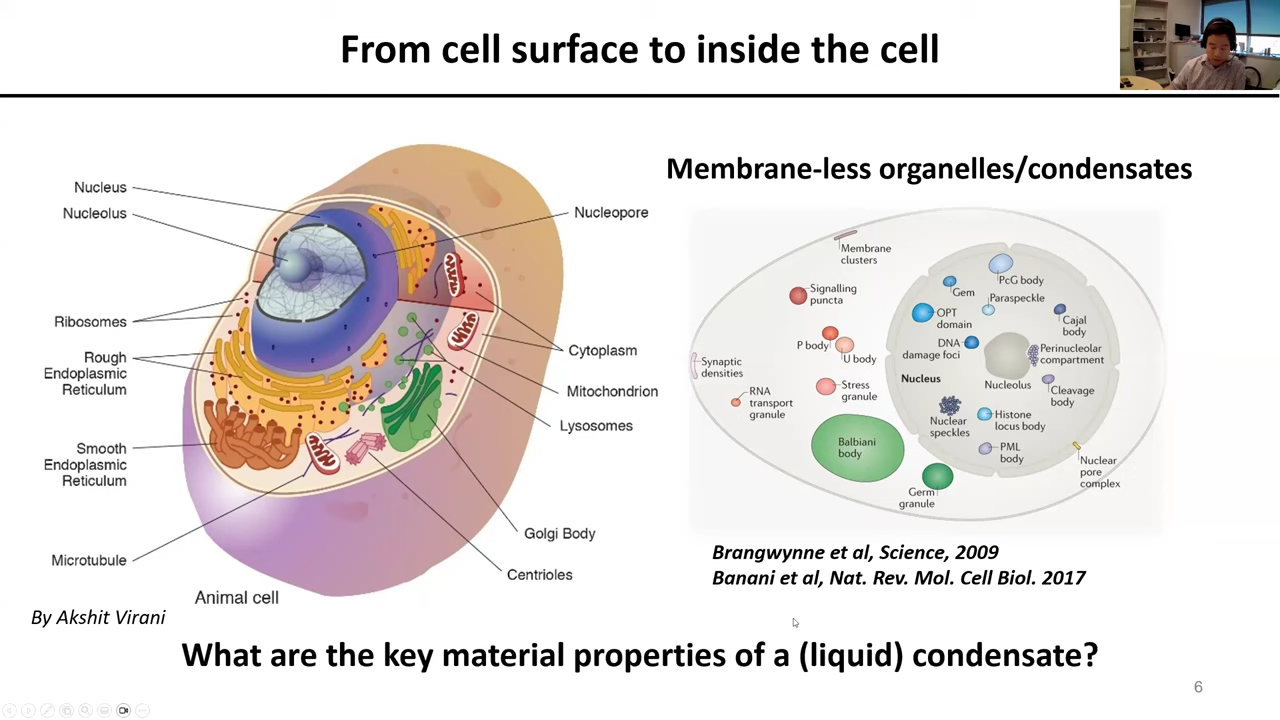 From cell surface to inside the cell
Nucleus
Nucleolus
Ribosomes
Rough
Endoplasmic
Reticulum
Smooth
Endoplasmic
Reticulum
Microtubule
Nucleopore
Cytoplasm
Mitochondrion
Lysosomes
Golgi Body
Centrioles
Animal cell
By Akshit Virani
Membrane-less organelles/condensates
Membrane
clusters
Signalling
puncta
P body
U body
Synaptic
densities
RNA
transport
granule
Stress
granule
Balbiani
body
Germ
granule
PcG body
Gem
Paraspeckle
OPT
domain
Cajal
body
DNA
damage foci
Perinucleolar
compartment
Nucleus
Nucleolus
Cleavage
body
Nuclear
speckles
Histone
locus body
PML
body
Nuclear
pore
complex
Brangwynne et al, Science, 2009
Banani et al, Nat. Rev. Mol. Cell Biol. 2017
What are the key material properties of a (liquid) condensate?
6